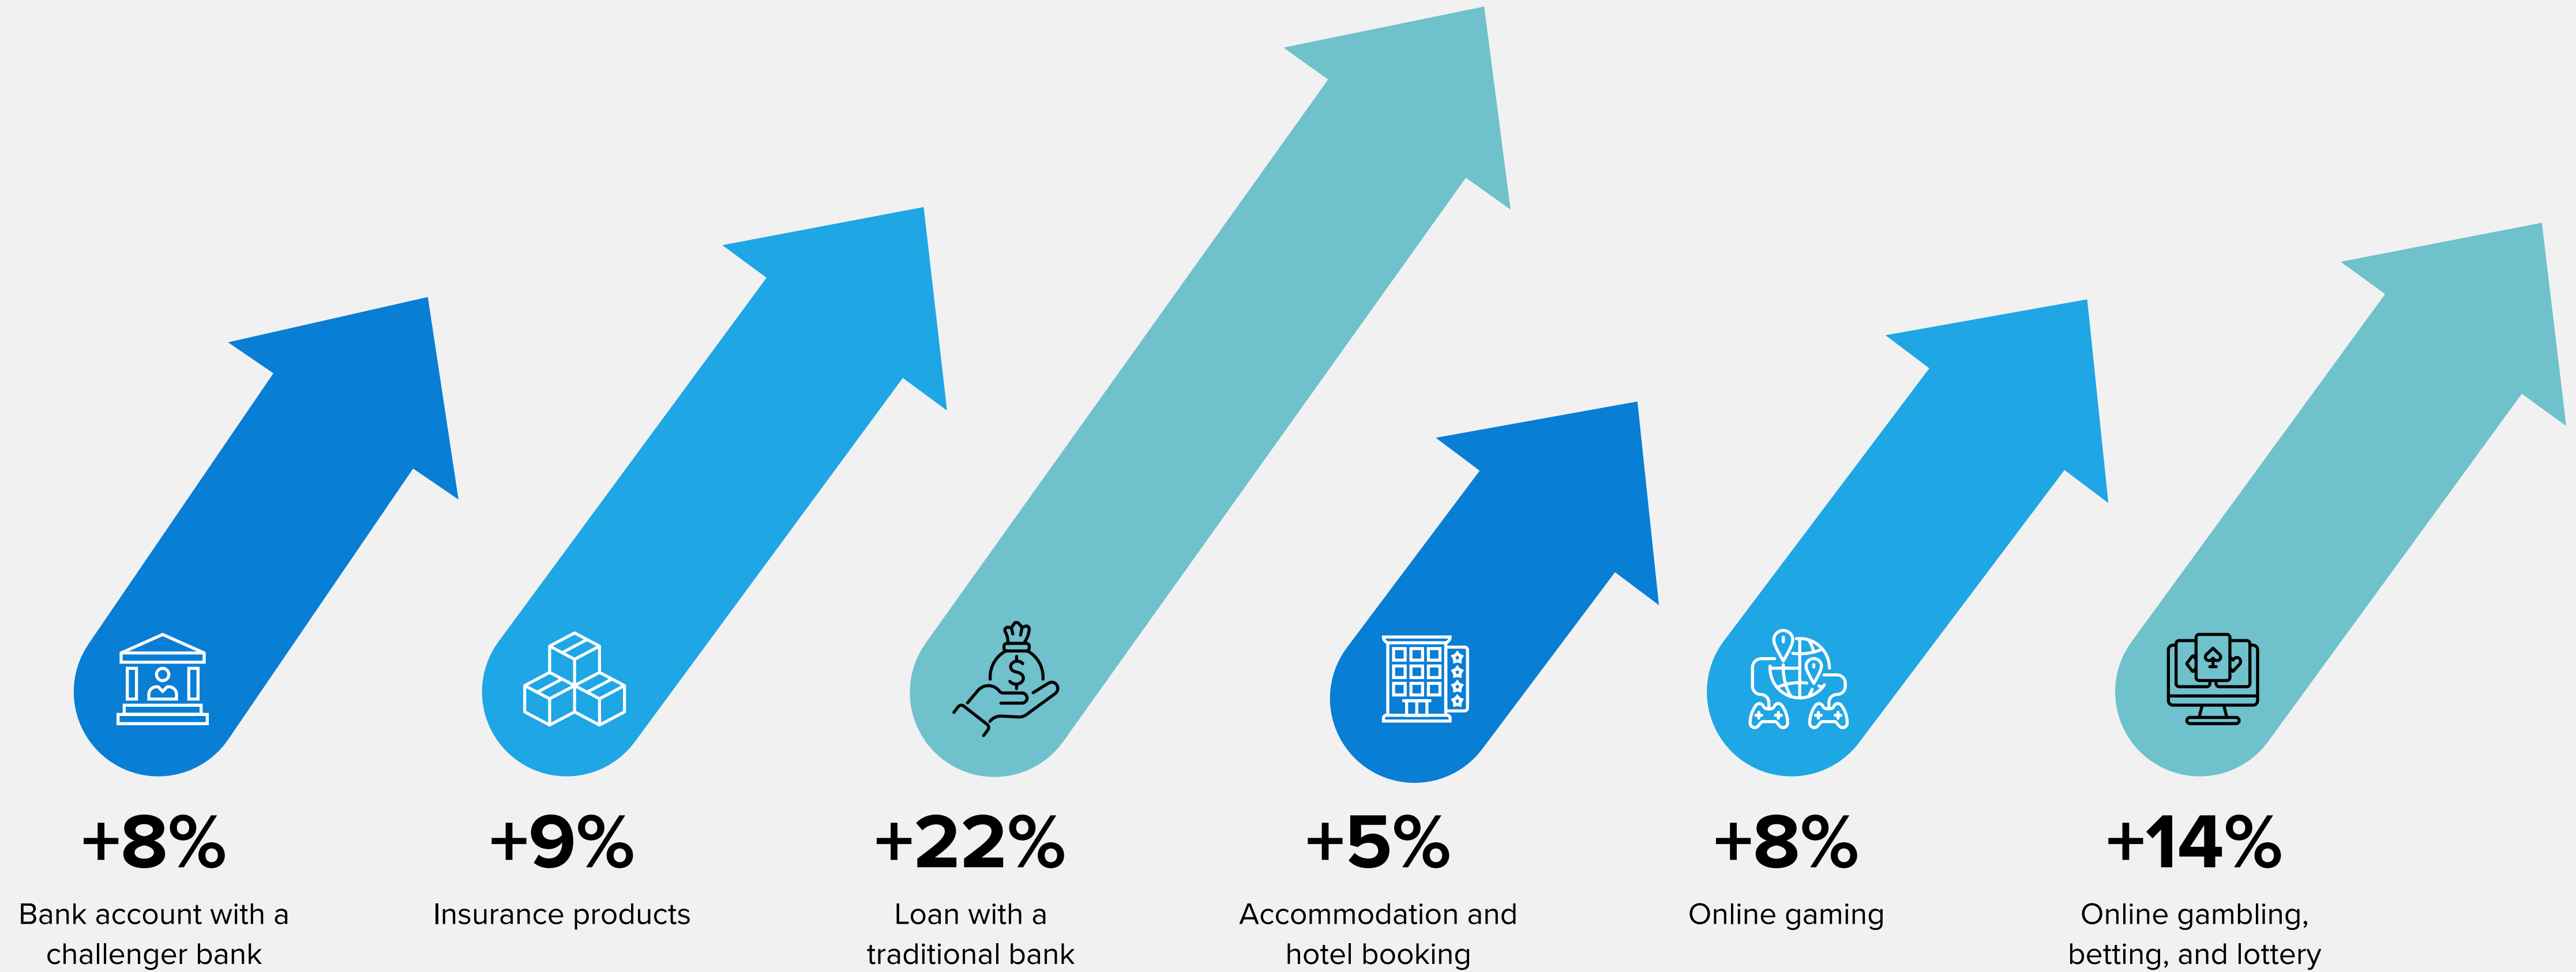 +8%
Bank account with a
challenger bank
+9%
Insurance products
$
+22%
Loan with a
traditional bank
+5%
Accommodation and
hotel booking
+8%
Online gaming
+14%
Online gambling,
betting, and lottery